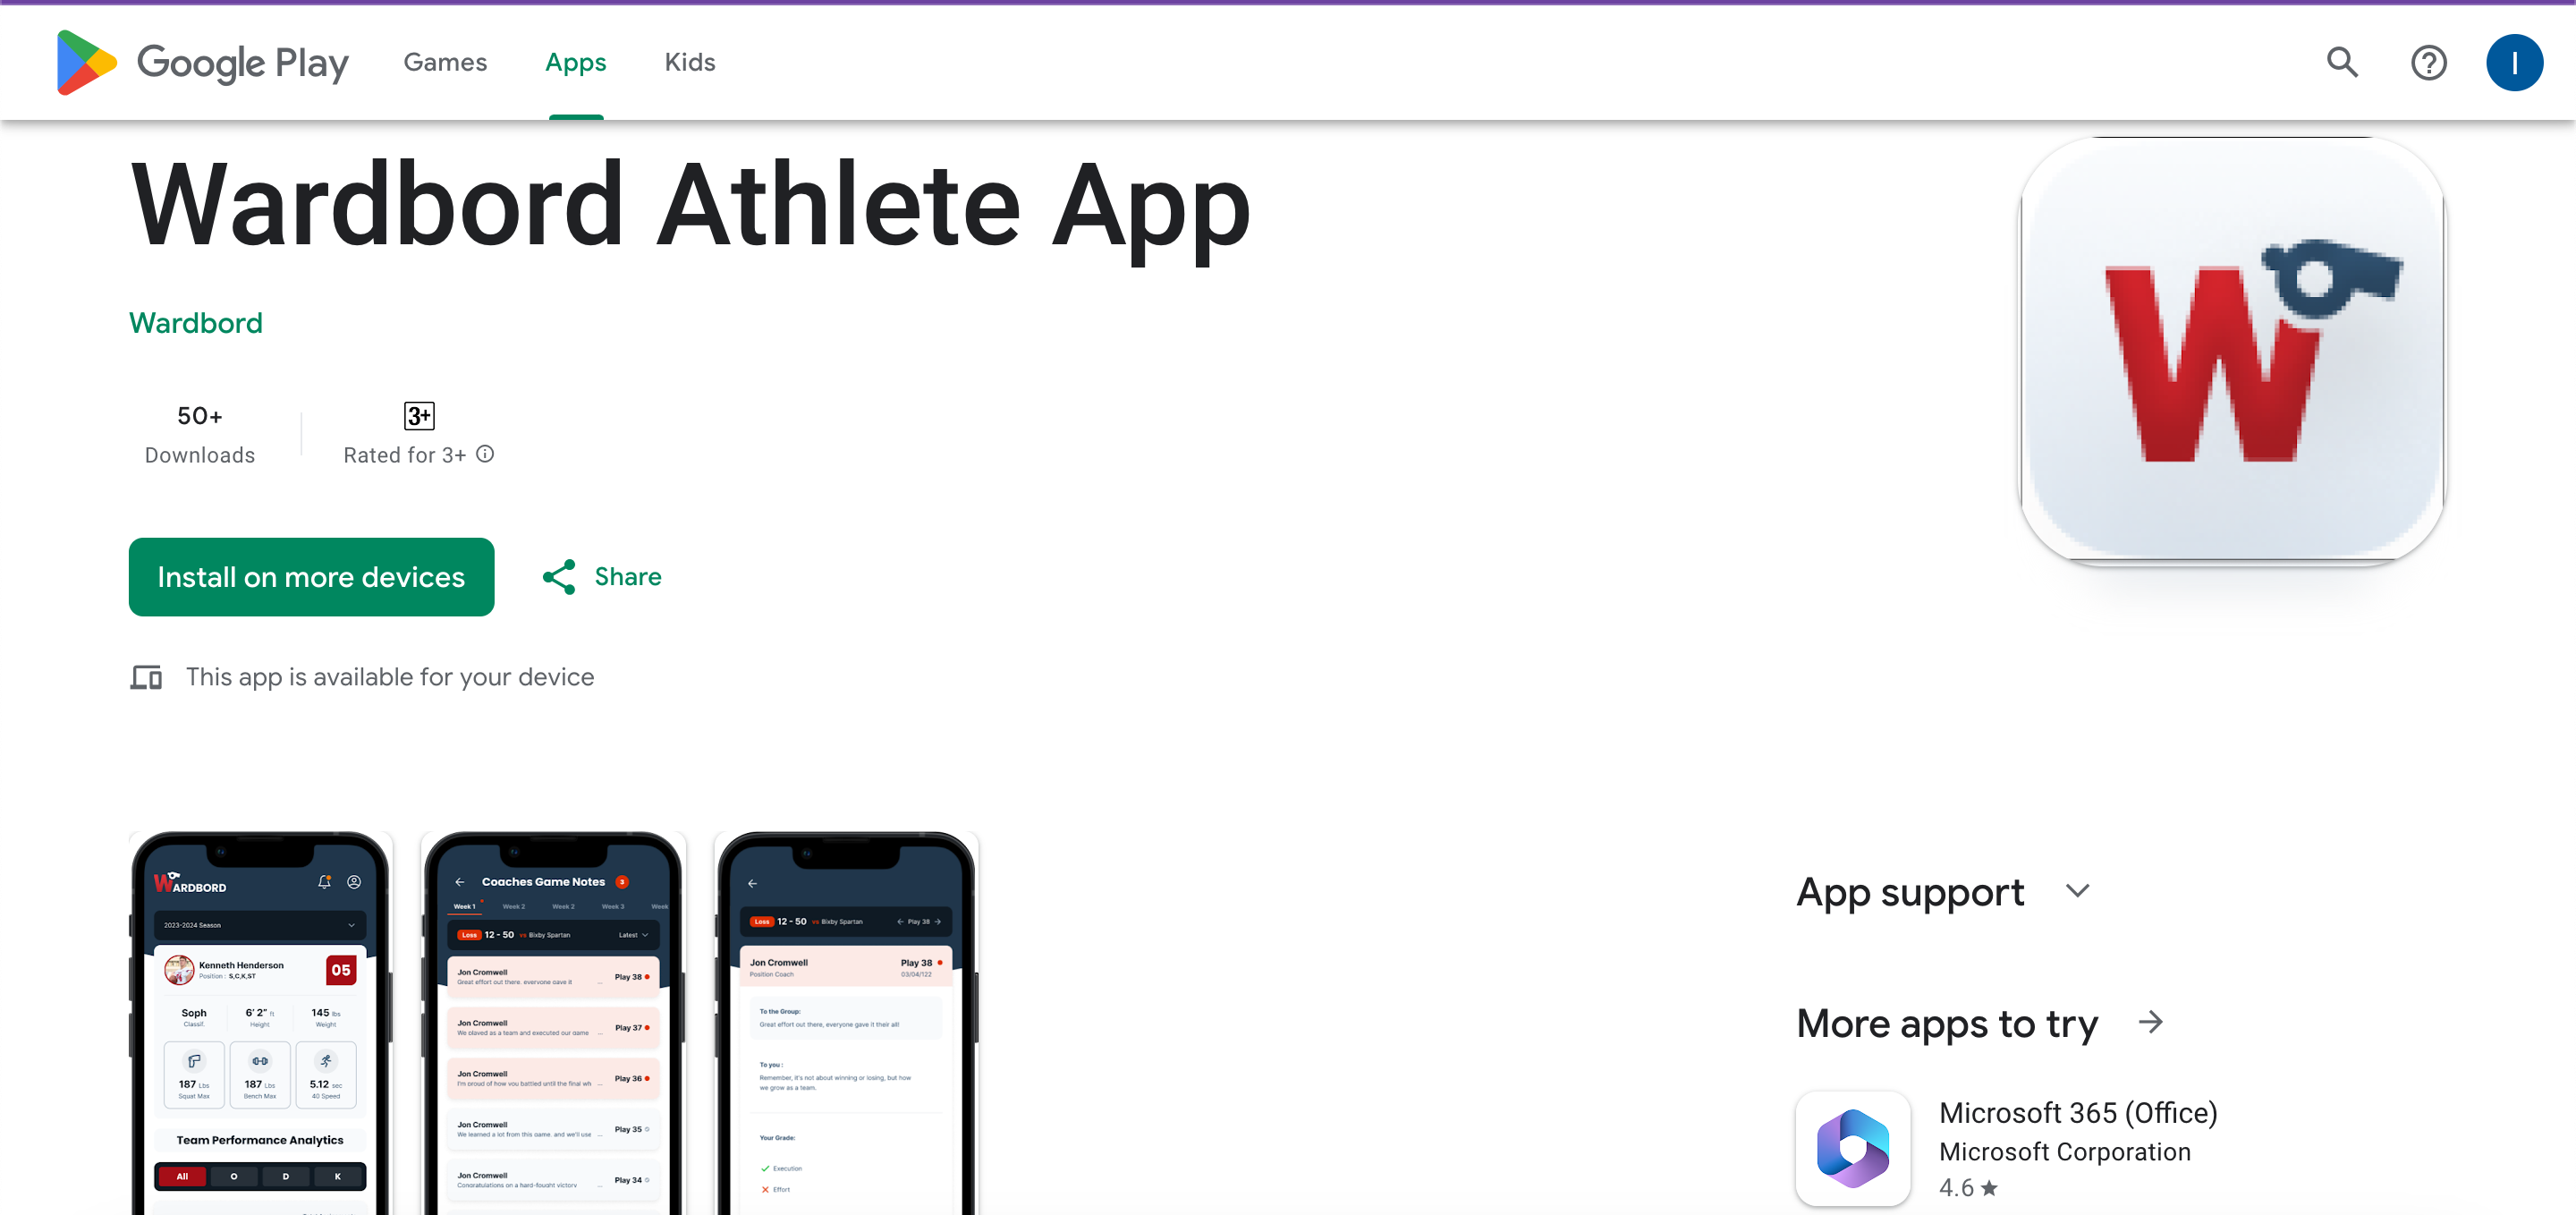 Google Play Games Apps Kids
I
Wardbord Athlete App
Wardbord
50+
Downloads
3+
Rated for 3+
Install on more devices
Share
This app is available for your device
WARDBORD
2023-2024 Season
Kenneth Henderson
Position : S,C,K,ST
05
Soph
Classif.
6' 2" ft
Height
145 lbs
Weight
187 Lbs
Squat Max
187 Lbs
Bench Max
5.12 sec
40 Speed
Team Performance Analytics
All O D K
Coaches Game Notes 3
Week 1 Week 2 Week 2 Week 3 Week
Loss 12 - 50 vs Bixby Spartan Latest
Jon Cromwell
Great effort out there, everyone gave it ...
Play 38
Jon Cromwell
We played as a team and executed our game ...
Play 37
Jon Cromwell
I'm proud of how you battled until the final wh ...
Play 36
Jon Cromwell
We learned a lot from this game, and we'll use ...
Play 35
Jon Cromwell
Congratulations on a hard-fought victory ...
Play 34
Loss 12 - 50 vs Bixby Spartan Play 38
Jon Cromwell
Position Coach
Play 38
03/04/122
To the Group:
Great effort out there, everyone gave it their all!
To you :
Remember, it's not about winning or losing, but how
we grow as a team.
Your Grade:
Execution
Effort
App support
More apps to try
Microsoft 365 (Office)
Microsoft Corporation
4.6
W